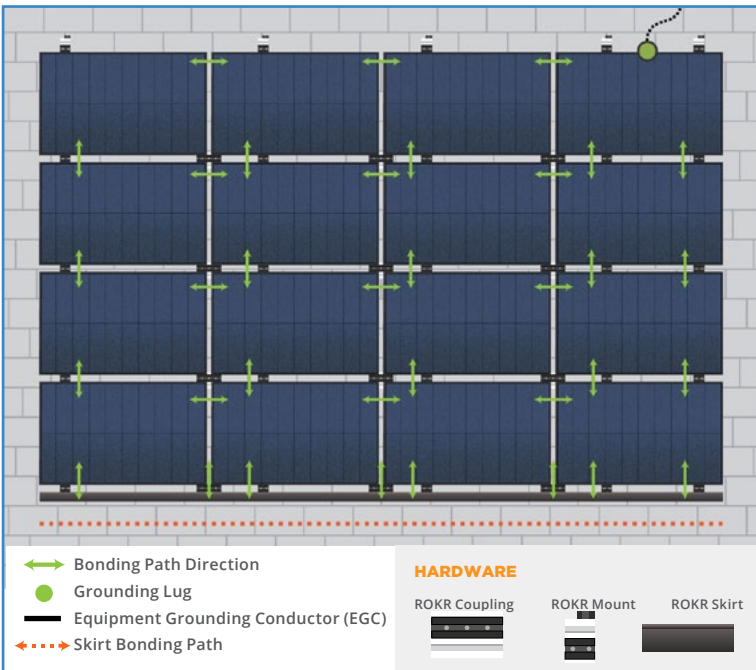 Bonding Path Direction
Grounding Lug
Equipment Grounding Conductor (EGC)
Skirt Bonding Path
HARDWARE
ROKR Coupling
ROKR Mount
ROKR Skirt